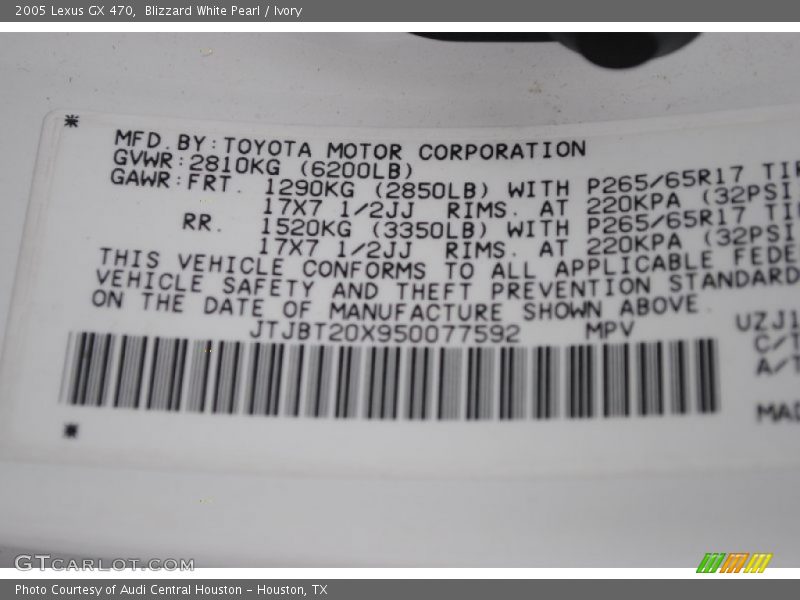 2005 Lexus GX 470, Blizzard White Pearl / Ivory
MFD.BY:TOYOTA MOTOR CORPORATION
GVWR:2810KG (6200LB)
GAWR:FRT. 1290KG (2850LB) WITH P265/65R17
17X7 1/2JJ RIMS. AT 220KPA (32PSI
RR. 1520KG (3350LB) WITH P265/65R17
17X7 1/2JJ RIMS. AT 220KPA (32PSI
THIS VEHICLE CONFORMS TO ALL APPLICABLE
VEHICLE SAFETY AND THEFT PREVENTION STANDARD
ON THE DATE OF MANUFACTURE SHOWN ABOVE.
JTJBT20X950077592 MPV
GTCARLOT.COM
Photo Courtesy of Audi Central Houston - Houston, TX